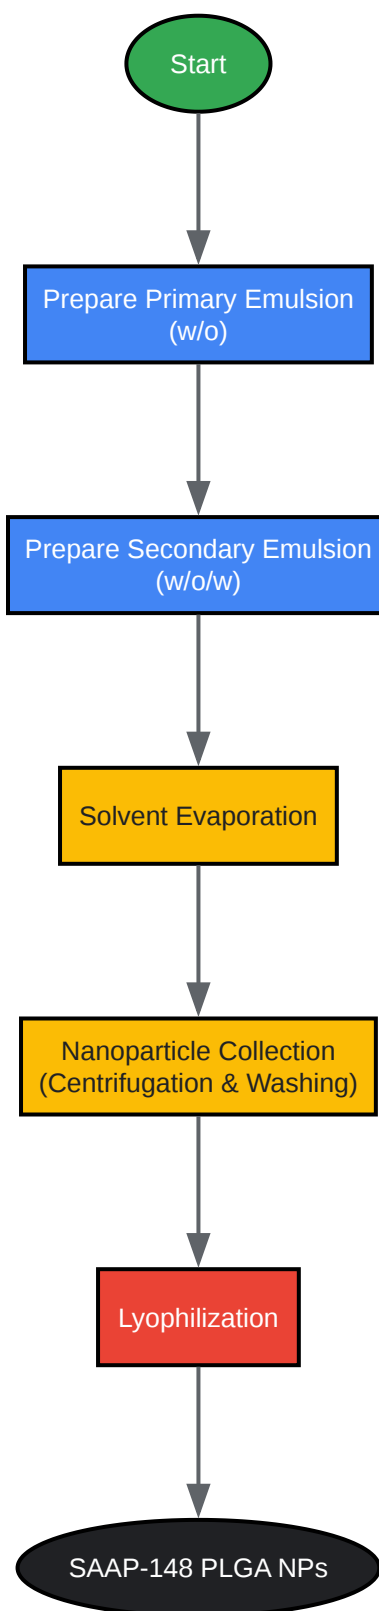 Start
Prepare Primary Emulsion
(w/o)
Prepare Secondary Emulsion
(w/o/w)
Solvent Evaporation
Nanoparticle Collection
(Centrifugation & Washing)
Lyophilization
SAAP-148 PLGA NPs